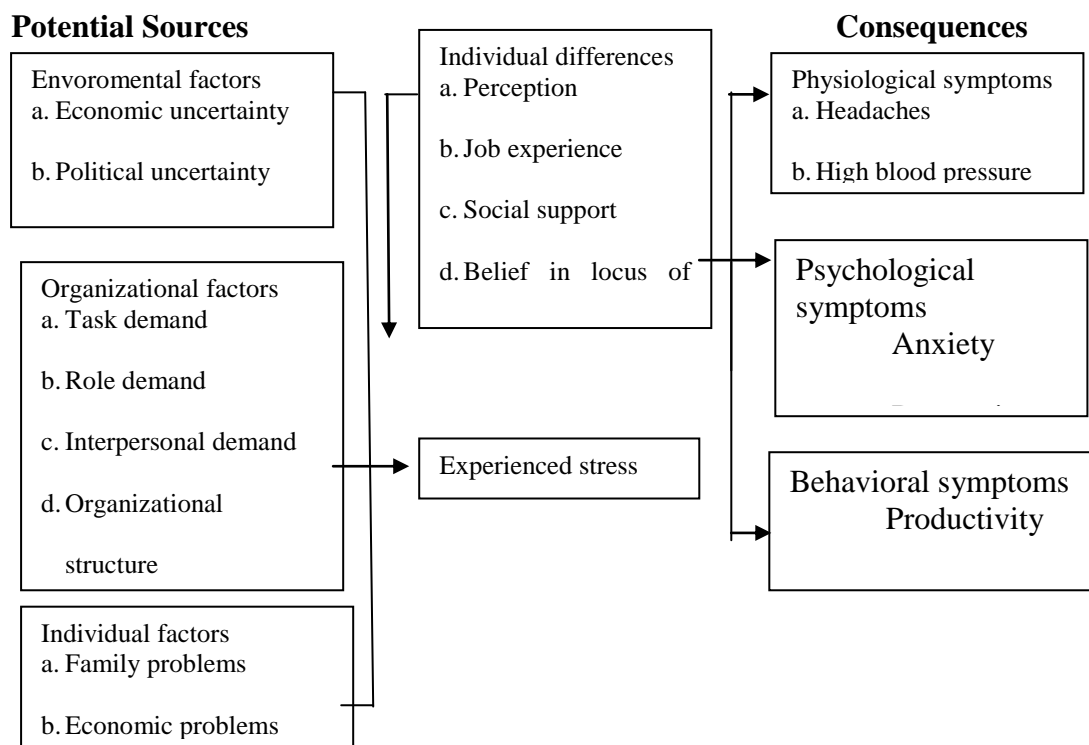 Potential Sources
Envoromental factors
a. Economic uncertainty
b. Political uncertainty
Organizational factors
a. Task demand
b. Role demand
c. Interpersonal demand
d. Organizational
structure
Individual factors
a. Family problems
b. Economic problems
Individual differences
a. Perception
b. Job experience
c. Social support
d. Belief in locus of
Experienced stress
Consequences
Physiological symptoms
a. Headaches
b. High blood pressure
Psychological
symptoms
Anxiety
Behavioral symptoms
Productivity